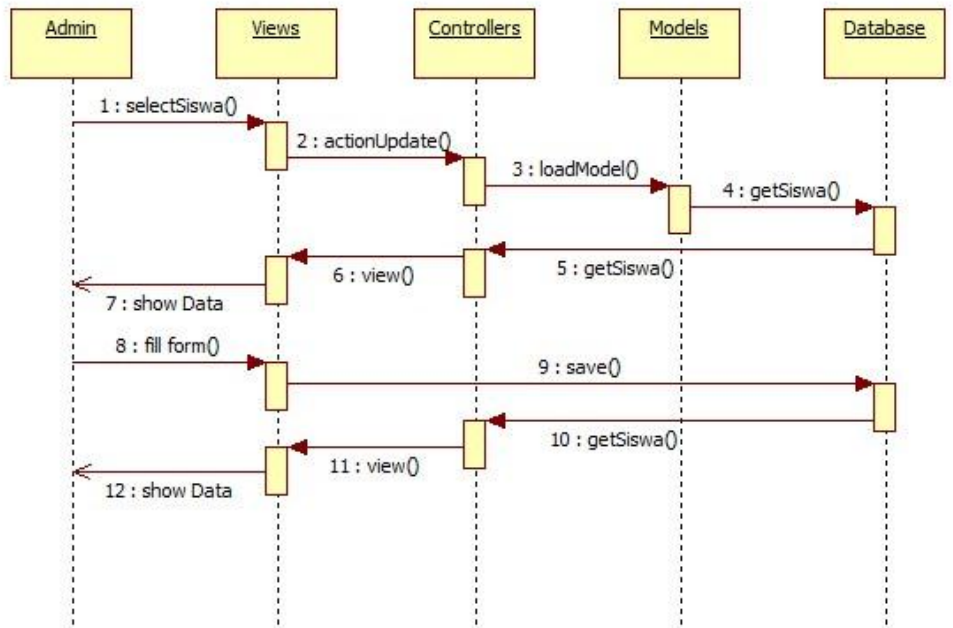 Admin
Views
Controllers
Models
Database
1 : selectSiswa()
2 : actionUpdate()
3 : loadModel()
4 : getSiswa()
5 : getSiswa()
6 : view()
7 : show Data
8 : fill form()
9 : save()
10 : getSiswa()
11 : view()
12 : show Data